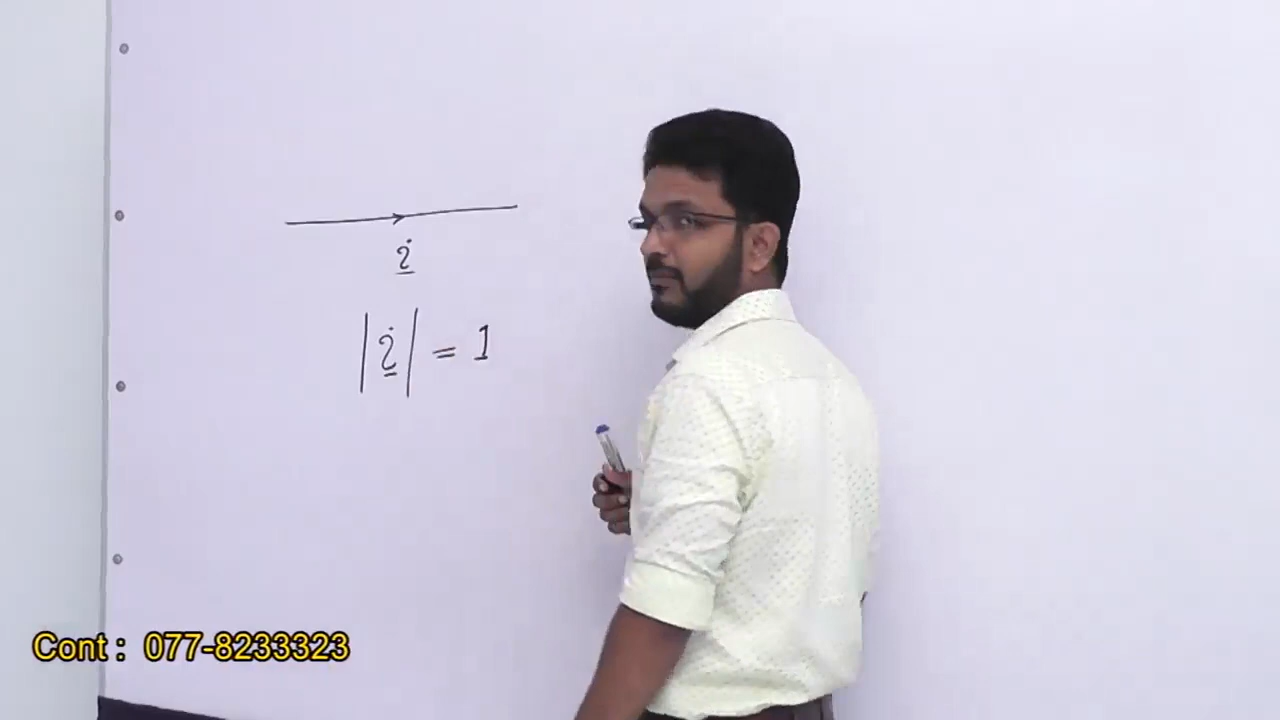 i
|i| = 1
Cont : 077-8233323